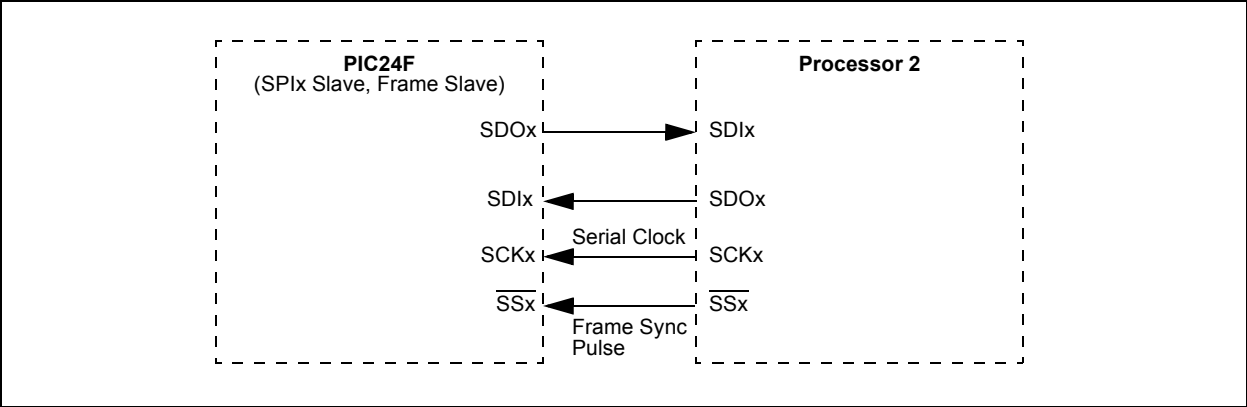 PIC24F
(SPIx Slave, Frame Slave)
Processor 2
SDOx
SDIx
SDIx
SDOx
Serial Clock
SCKx
SCKx
SSx
SSx
Frame Sync
Pulse